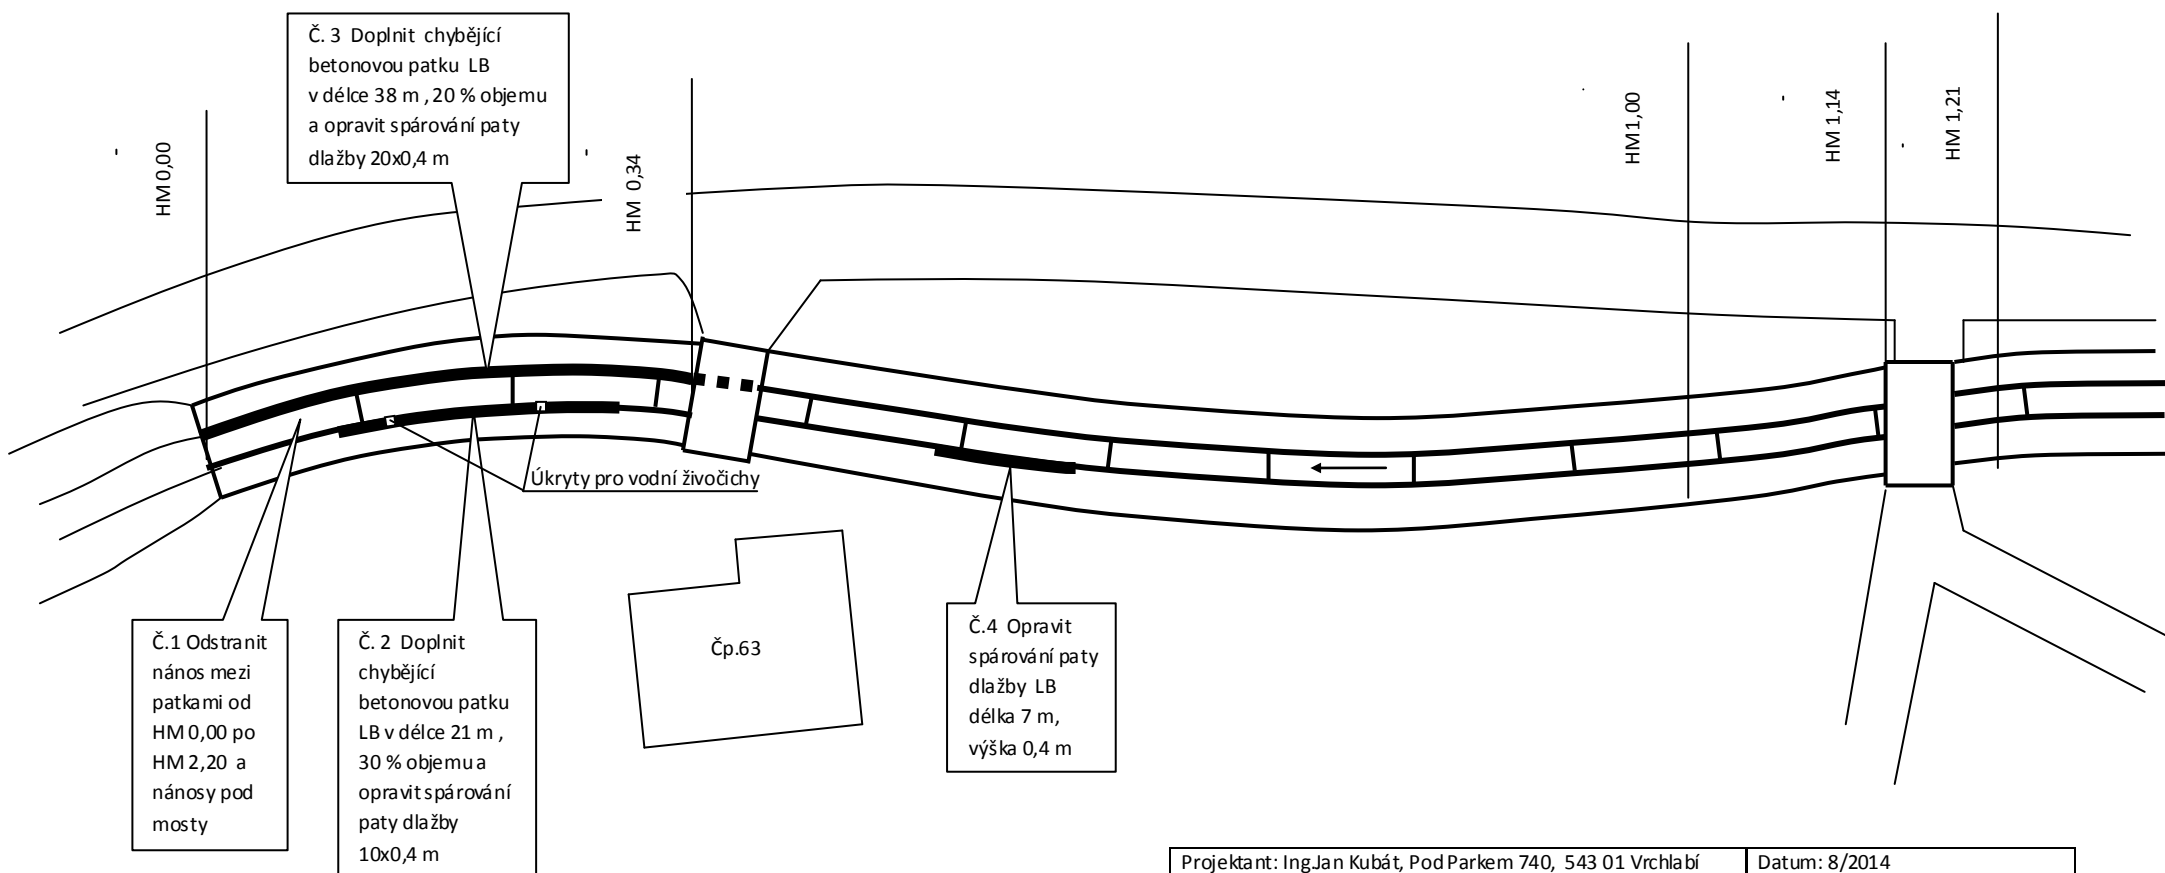 Č. 3 Doplnit chybějící
betonovou patku LB
v délce 38 m , 20 % objemu
a opravit spárování paty
dlažby 20x0,4 m
HM 0,00
HM 0,34
HM1,00
HM 1,14
HM 1,21
Úkryty pro vodní živočichy
Č.1 Odstranit
nános mezi
patkami od
HM 0,00 po
HM 2,20 a
nánosy pod
mosty
Č. 2 Doplnit
chybějící
betonovou patku
LB v délce 21 m ,
30 % objemu a
opravit spárování
paty dlažby
10x0,4 m
Čp.63
Č.4 Opravit
spárování paty
dlažby LB
délka 7 m,
výška 0,4 m
Projektant: Ing.Jan Kubát, Pod Parkem 740, 543 01 Vrchlabí
Datum: 8/2014